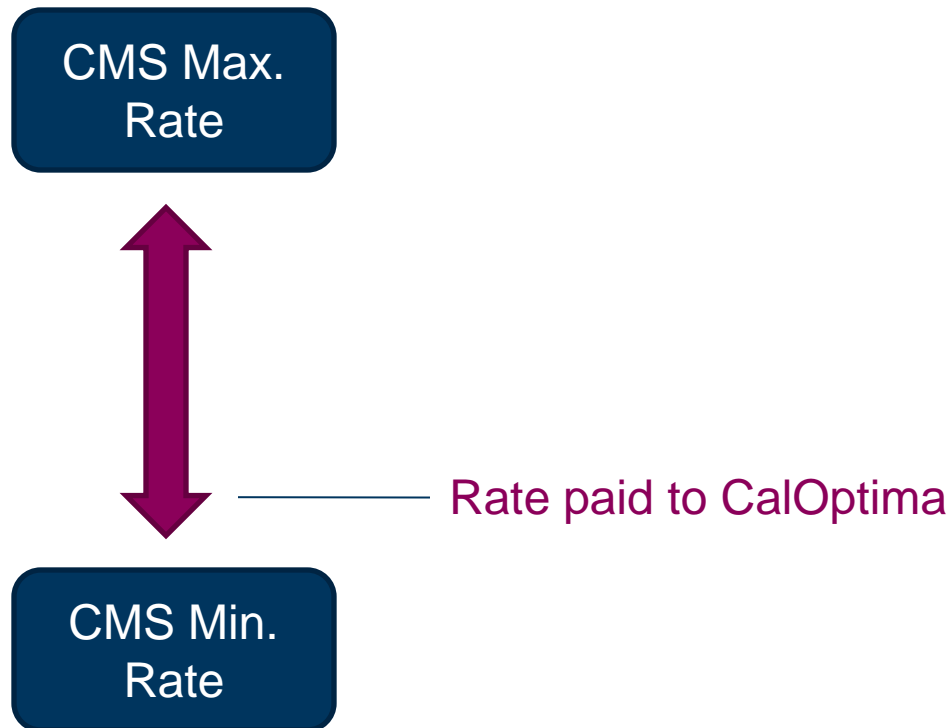 CMS Max.
Rate
Rate paid to CalOptima
CMS Min.
Rate